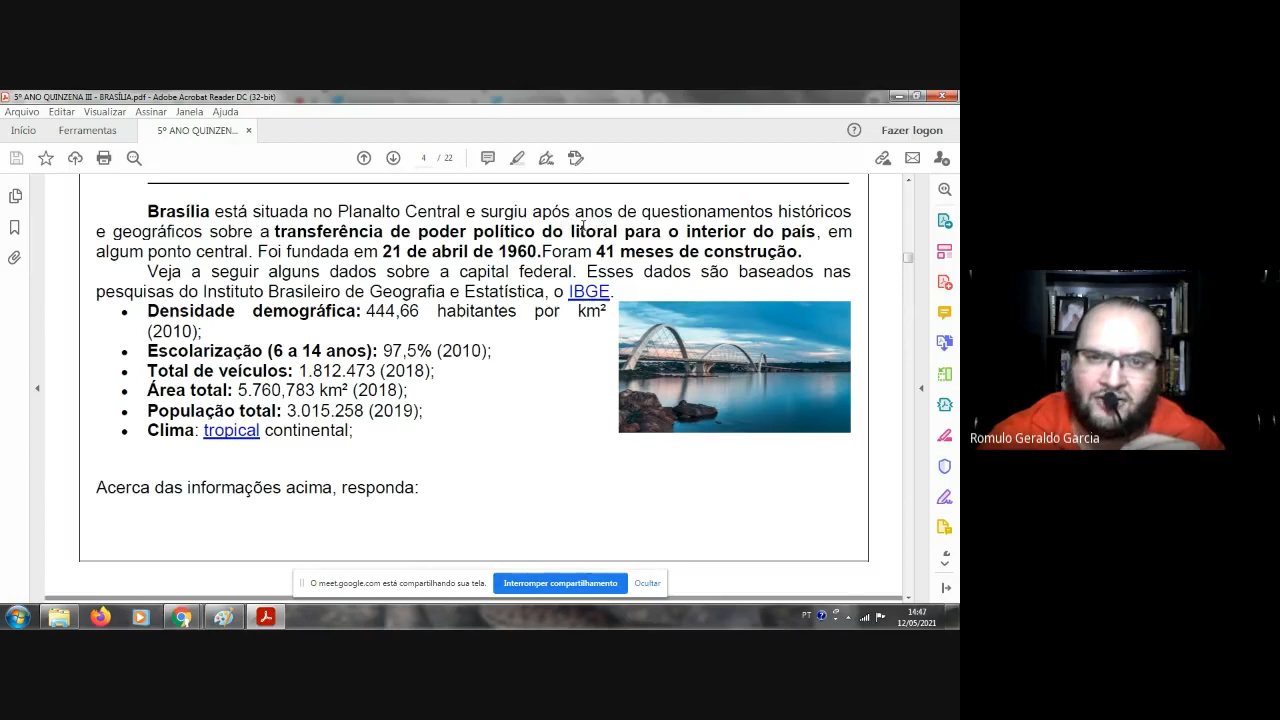 5º ANO QUINZENA III - BRASÍLIA.pdf - Adobe Acrobat Reader DC (32-bit)
Arquivo Editar Visualizar Assinar Janela Ajuda
Início Ferramentas 5º ANO QUINZEN... × Fazer logon
4 / 22
Brasília está situada no Planalto Central e surgiu após anos de questionamentos históricos
e geográficos sobre a transferência de poder político do litoral para o interior do país, em
algum ponto central. Foi fundada em 21 de abril de 1960.Foram 41 meses de construção.
Veja a seguir alguns dados sobre a capital federal. Esses dados são baseados nas
pesquisas do Instituto Brasileiro de Geografia e Estatística, o IBGE.
• Densidade demográfica: 444,66 habitantes por km²
(2010);
• Escolarização (6 a 14 anos): 97,5% (2010);
• Total de veículos: 1.812.473 (2018);
• Área total: 5.760,783 km² (2018);
• População total: 3.015.258 (2019);
• Clima: tropical continental;
Acerca das informações acima, responda:
O meet.google.com está compartilhando sua tela. Interromper compartilhamento Ocultar
PT 14:47
12/05/2021
Romulo Geraldo Garcia